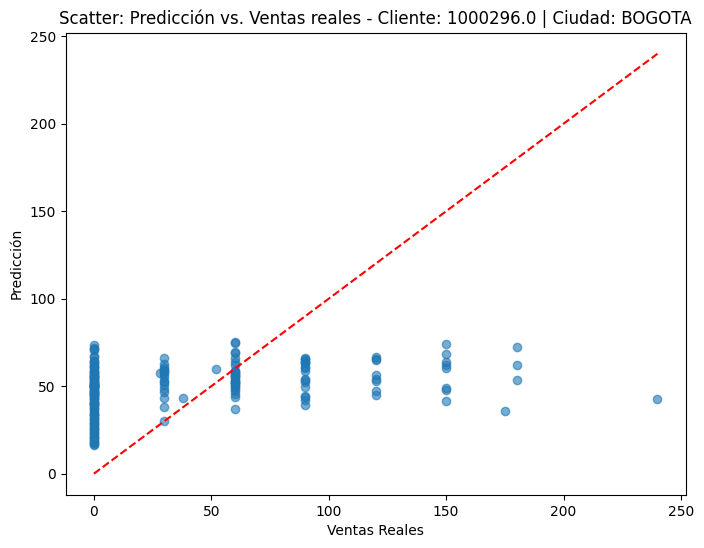 Scatter: Predicción vs. Ventas reales - Cliente: 1000296.0 | Ciudad: BOGOTA
250
200
150
100
50
0
Predicción
0 50 100 150 200 250
Ventas Reales